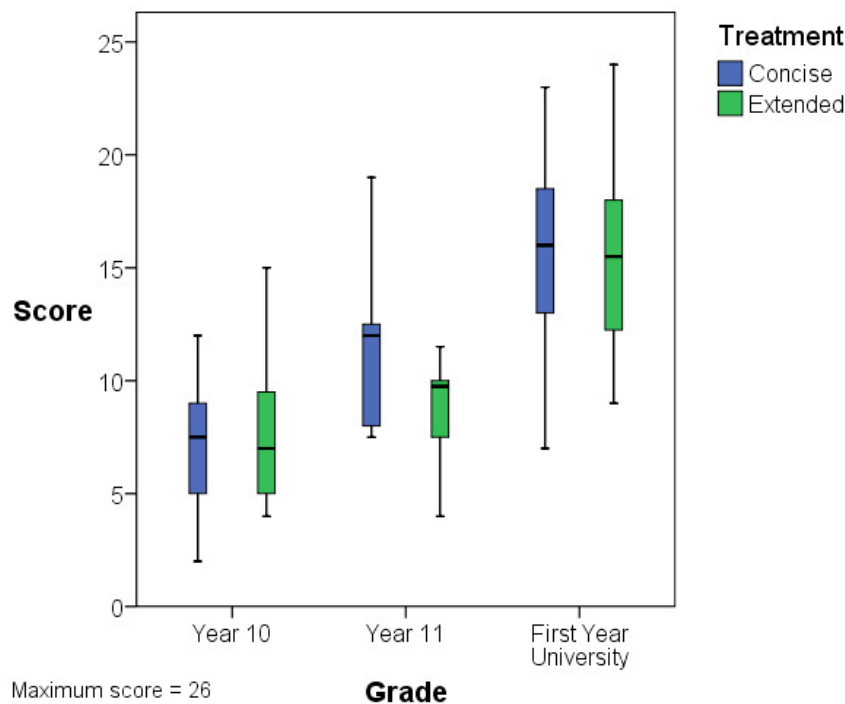 Treatment
Concise
Extended
25
20
15
10
5
0
Score
Year 10
Year 11
First Year
University
Maximum score = 26
Grade